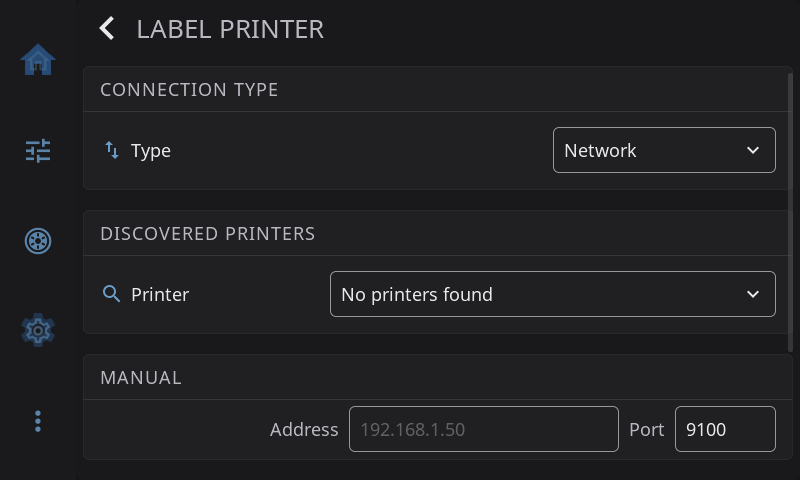 LABEL PRINTER
CONNECTION TYPE
Type Network
DISCOVERED PRINTERS
Printer No printers found
MANUAL
Address 192.168.1.50 Port 9100